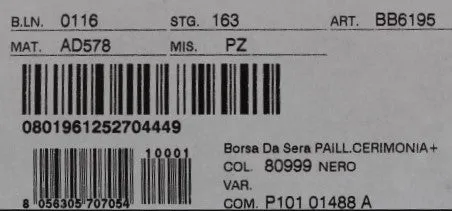 B.LN. 0116 STG. 163 ART. BB6195
MAT. AD578 MIS. PZ
0801961252704449
10001
8 056305 707054
Borsa Da Sera PAILL.CERIMONIA+
COL. 80999 NERO
VAR.
COM. P101 01488 A